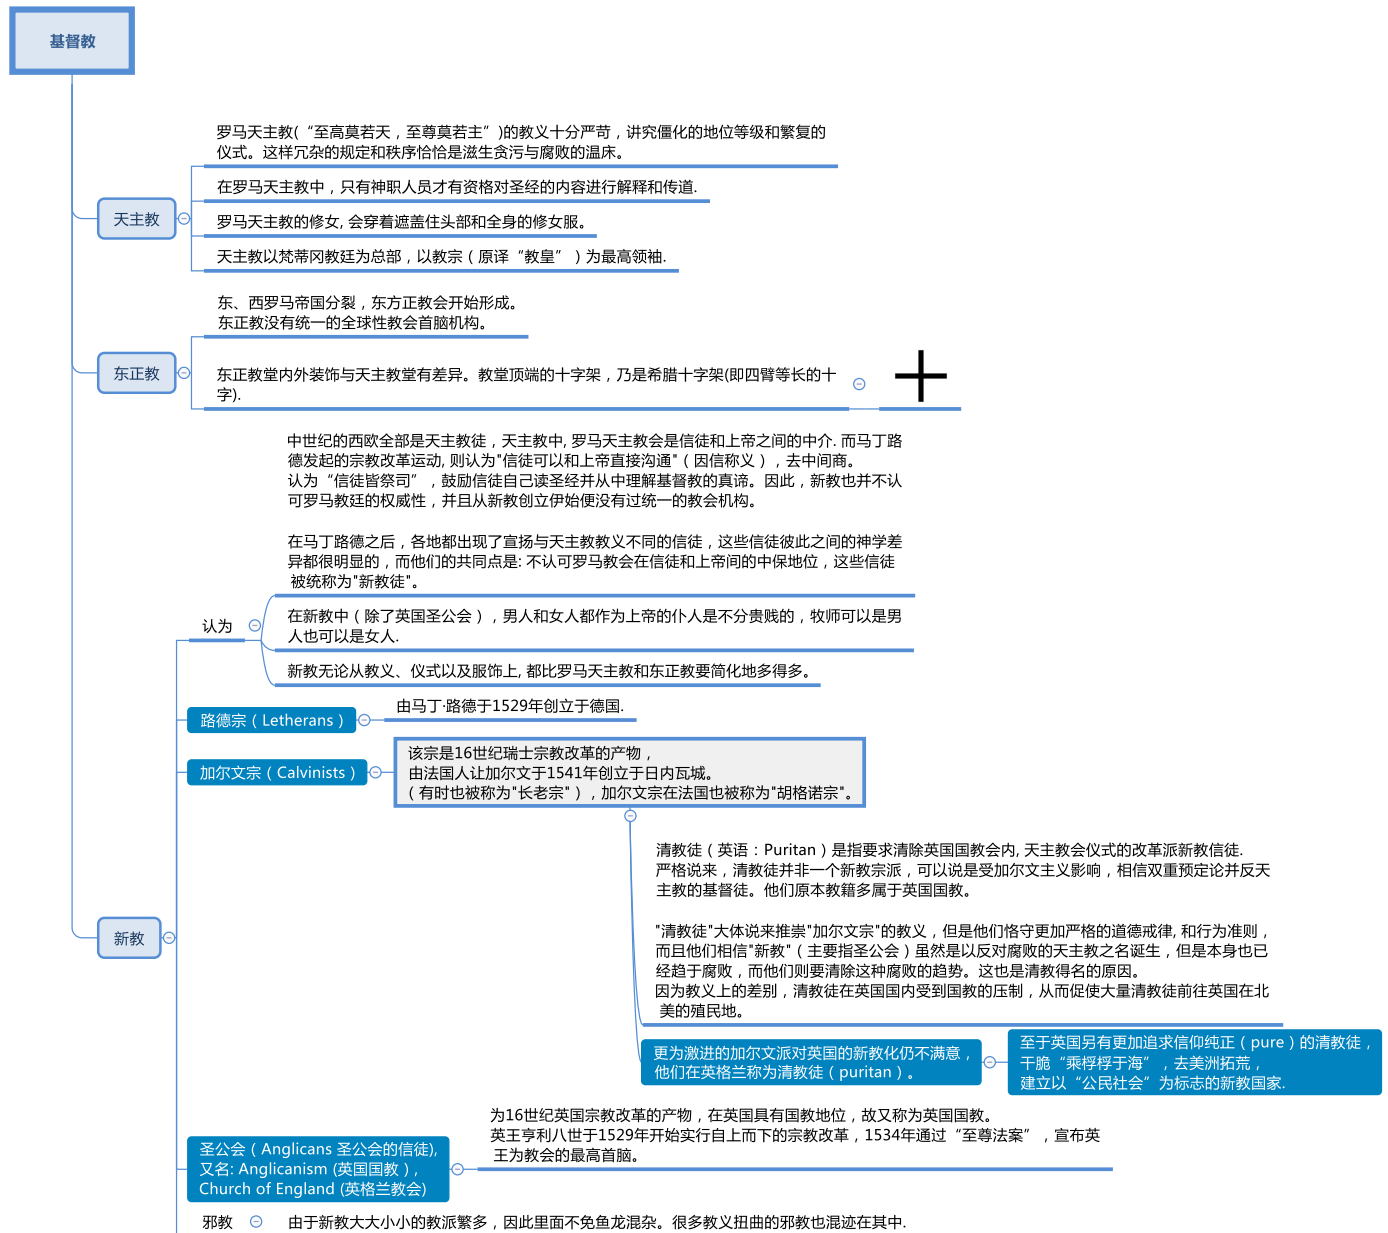 基督教
天主教
罗马天主教(“至高莫若天，至尊莫若主”)的教义十分严苛，讲究僵化的地位等级和繁复的
仪式。这样冗杂的规定和秩序恰恰是滋生贪污与腐败的温床。
在罗马天主教中，只有神职人员才有资格对圣经的内容进行解释和传道.
罗马天主教的修女, 会穿着遮盖住头部和全身的修女服。
天主教以梵蒂冈教廷为总部，以教宗（原译“教皇”）为最高领袖.
东正教
东、西罗马帝国分裂，东方正教会开始形成。
东正教没有统一的全球性教会首脑机构。
东正教堂内外装饰与天主教堂有差异。教堂顶端的十字架，乃是希腊十字架(即四臂等长的十
字).
新教
认为
中世纪的西欧全部是天主教徒，天主教中, 罗马天主教会是信徒和上帝之间的中介. 而马丁路
德发起的宗教改革运动, 则认为"信徒可以和上帝直接沟通"（因信称义），去中间商。
认为“信徒皆祭司”，鼓励信徒自己读圣经并从中理解基督教的真谛。因此，新教也并不认
可罗马教廷的权威性，并且从新教创立伊始便没有过统一的教会机构。
在马丁路德之后，各地都出现了宣扬与天主教教义不同的信徒，这些信徒彼此之间的神学差
异都很明显的，而他们的共同点是: 不认可罗马教会在信徒和上帝间的中保地位，这些信徒
被统称为"新教徒"。
在新教中（除了英国圣公会），男人和女人都作为上帝的仆人是不分贵贱的，牧师可以是男
人也可以是女人.
新教无论从教义、仪式以及服饰上, 都比罗马天主教和东正教要简化地多得多。
路德宗（Letherans）
由马丁·路德于1529年创立于德国.
加尔文宗（Calvinists）
该宗是16世纪瑞士宗教改革的产物，
由法国人让加尔文于1541年创立于日内瓦城。
（有时也被称为"长老宗"），加尔文宗在法国也被称为"胡格诺宗"。
清教徒（英语：Puritan）是指要求清除英国国教会内, 天主教会仪式的改革派新教信徒.
严格说来，清教徒并非一个新教宗派，可以说是受加尔文主义影响，相信双重预定论并反天
主教的基督徒。他们原本教籍多属于英国国教。
"清教徒"大体说来推崇"加尔文宗"的教义，但是他们恪守更加严格的道德戒律, 和行为准则，
而且他们相信"新教"（主要指圣公会）虽然是以反对腐败的天主教之名诞生，但是本身也已
经趋于腐败，而他们则要清除这种腐败的趋势。这也是清教得名的原因。
因为教义上的差别，清教徒在英国国内受到国教的压制，从而促使大量清教徒前往英国在北
美的殖民地。
更为激进的加尔文派对英国的新教化仍不满意，
他们在英格兰称为清教徒（puritan）。
至于英国另有更加追求信仰纯正（pure）的清教徒，
干脆“乘桴桴于海”，去美洲拓荒，
建立以“公民社会”为标志的新教国家.
圣公会（Anglicans 圣公会的信徒),
又名: Anglicanism (英国国教），
Church of England (英格兰教会)
为16世纪英国宗教改革的产物，在英国具有国教地位，故又称为英国国教。
英王亨利八世于1529年开始实行自上而下的宗教改革，1534年通过“至尊法案”，宣布英
王为教会的最高首脑。
邪教
由于新教大大小小的教派繁多，因此里面不免鱼龙混杂。很多教义扭曲的邪教也混迹在其中.